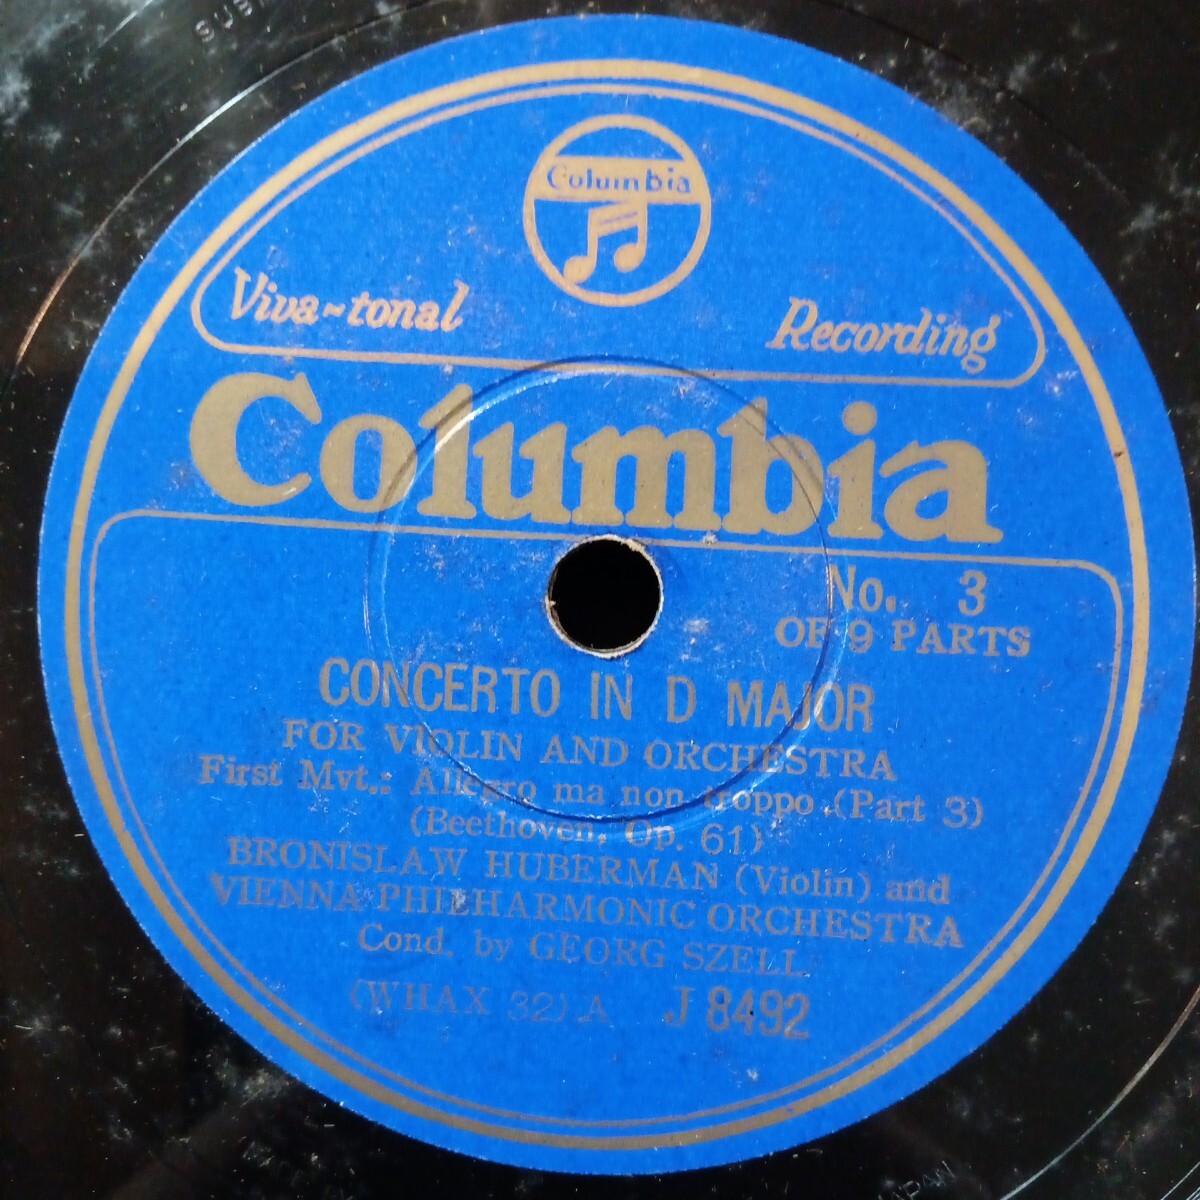 Columbia
Viva-tonal Recording
Columbia
No. 3
OF 9 PARTS
CONCERTO IN D MAJOR
FOR VIOLIN AND ORCHESTRA
First Mvt.: Allegro ma non troppo (Part 3)
(Beethoven, Op. 61)
BRONISLAW HUBERMAN (Violin) and
VIENNA PHILHARMONIC ORCHESTRA
Cond. by GEORG SZELL
(WHAX 32) A J 8492
JAPAN